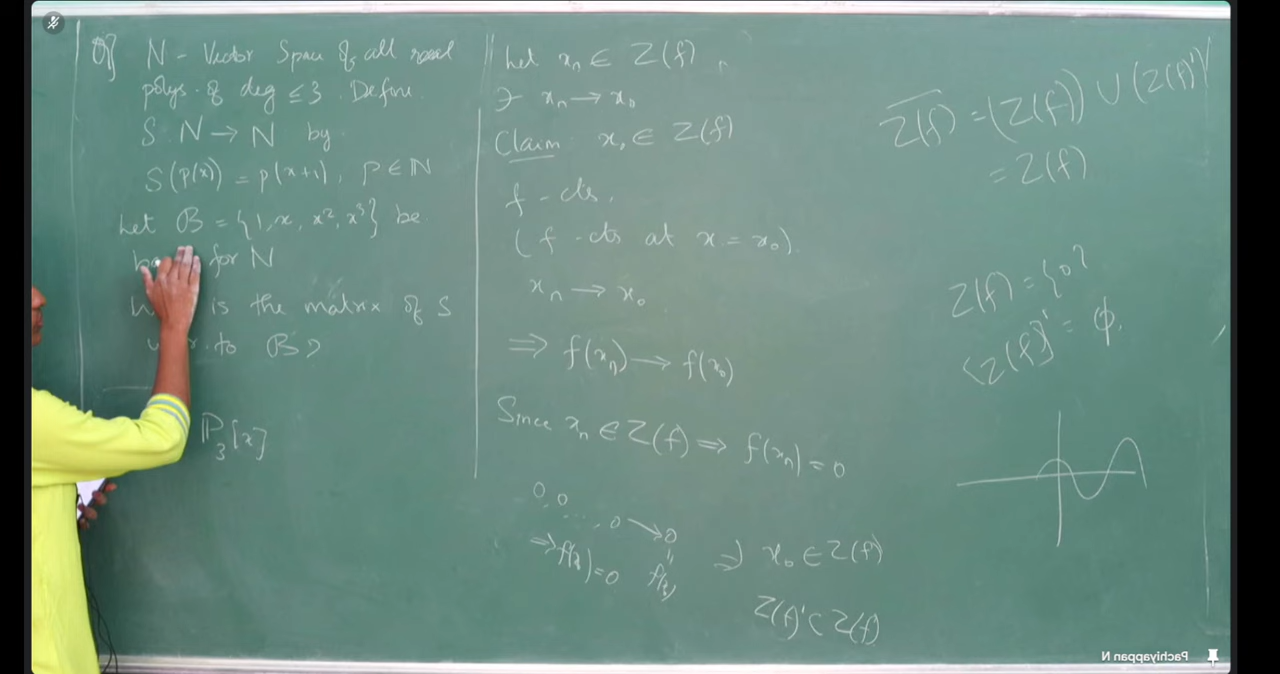 N - Vector Space of all real
polys. of deg ≤ 3. Define
S: N → N by
S(p(x)) = p(x+1), p ∈ N
Let B = {1, x, x², x³} be
for N
is the matrix of S
to B?
P₃[x]
Let xₙ ∈ Z(f),
∋ xₙ → x₀
Claim: x₀ ∈ Z(f)
f - cts.
(f - cts at x = x₀)
xₙ → x₀
⇒ f(xₙ) → f(x₀)
Since xₙ ∈ Z(f) ⇒ f(xₙ) = 0
0, 0, ..., 0 → 0
⇒ f(x₀) = 0
⇒ x₀ ∈ Z(f)
Z(f)' ⊂ Z(f)
Z(f) = (Z(f)) ∪ (Z(f)')
= Z(f)
Z(f) = {0}
(Z(f))' = φ.
Pachiyappan N